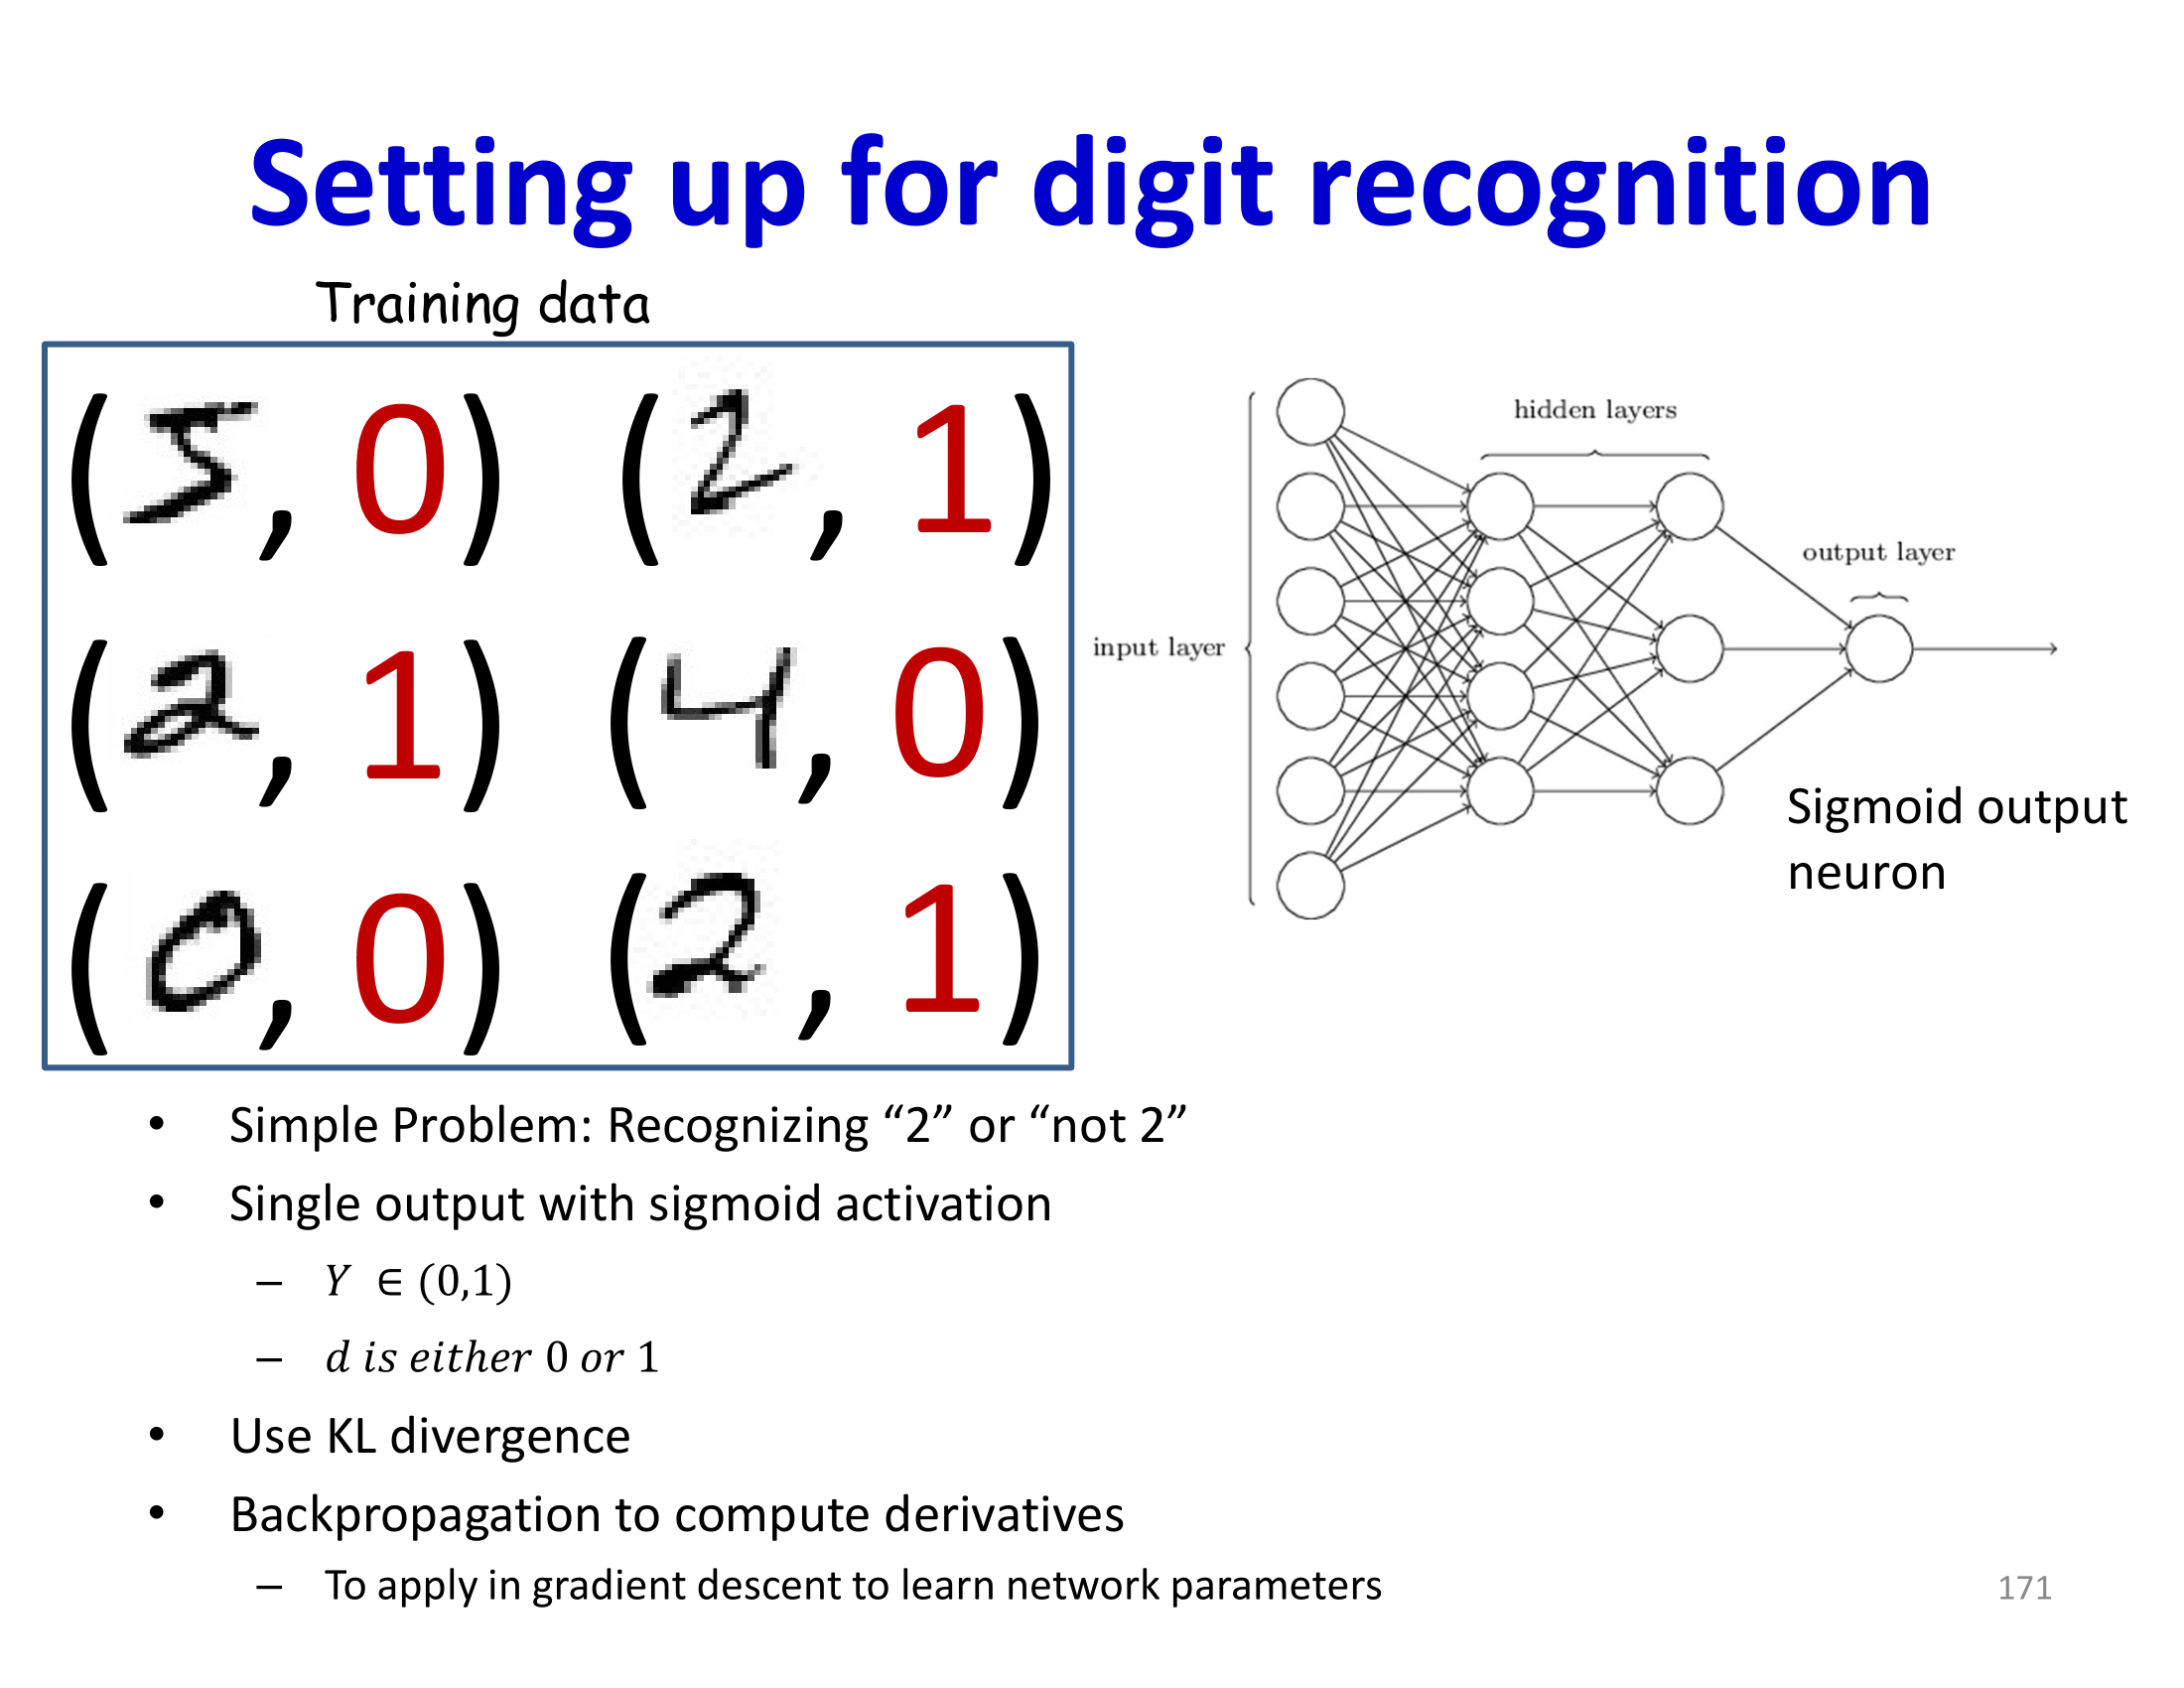 Setting up for digit recognition
Training data
(5, 0) (2, 1)
(2, 1) (4, 0)
(0, 0) (2, 1)
input layer
hidden layers
output layer
Sigmoid output
neuron
• Simple Problem: Recognizing “2” or “not 2”
• Single output with sigmoid activation
– Y ∈ (0,1)
– d is either 0 or 1
• Use KL divergence
• Backpropagation to compute derivatives
– To apply in gradient descent to learn network parameters
171